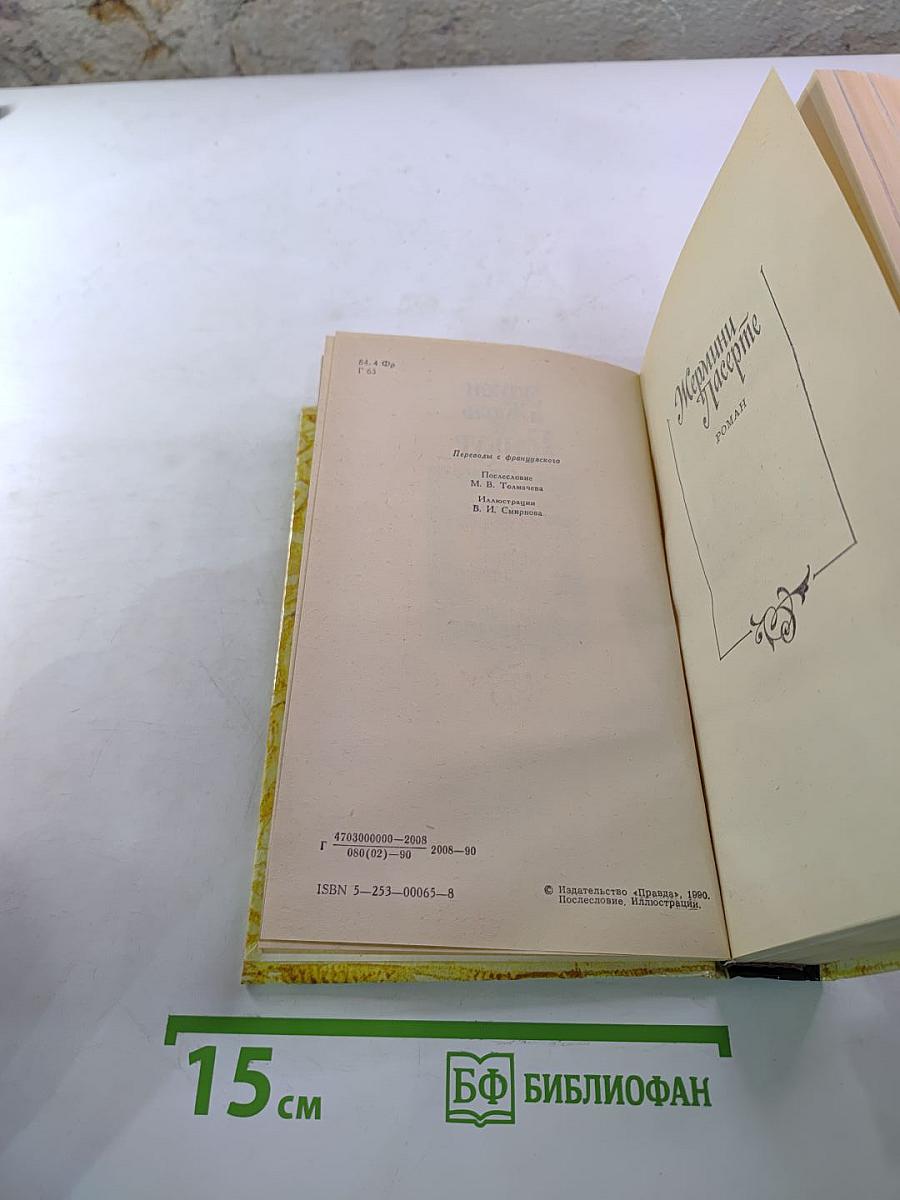 84.4 Фр
Г 63
Переводы с французского
Послесловие
М. В. Толмачева
Иллюстрации
В. И. Смирнова
Г 4703000000—2008
080(02)—90 2008—90
ISBN 5—253—00065—8
© Издательство «Правда», 1990.
Послесловие. Иллюстрации.
Жермини
Ласерте
РОМАН
15 см
БФ БИБЛИОФАН